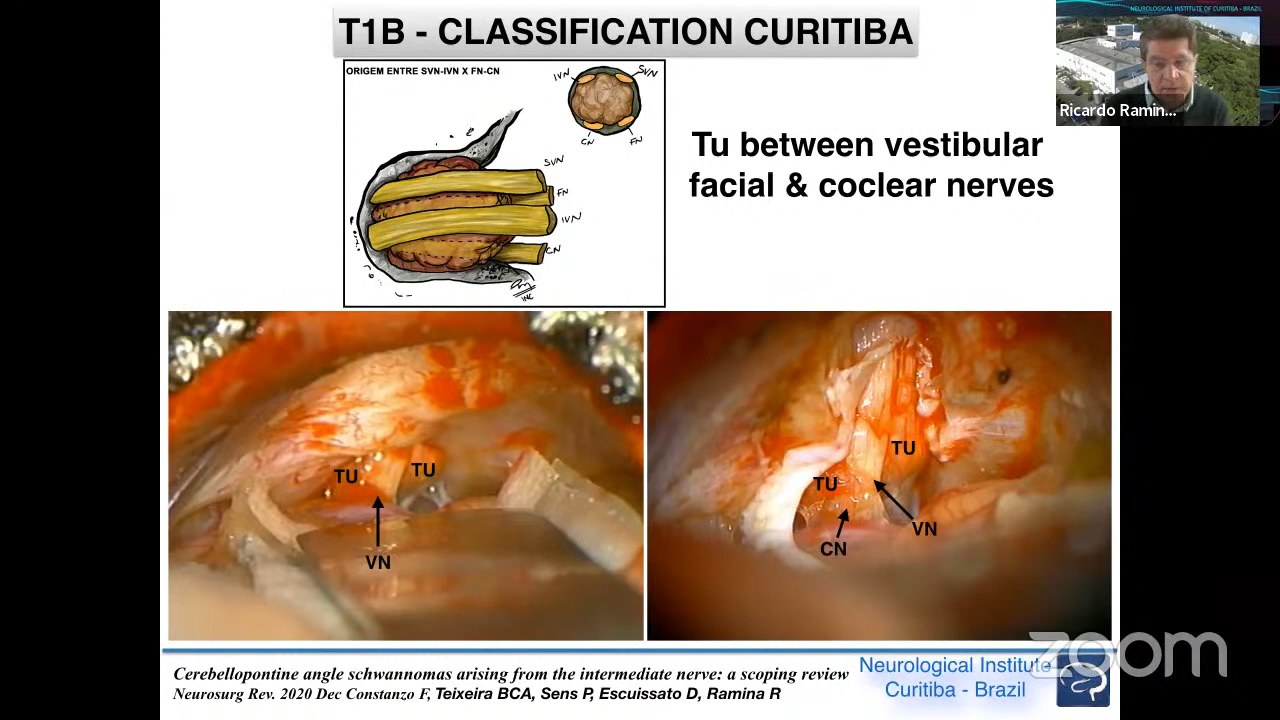 T1B - CLASSIFICATION CURITIBA
NEUROLOGICAL INSTITUTE OF CURITIBA - BRAZIL
Ricardo Ramin...
ORIGEM ENTRE SVN-IVN X FN-CN
IVN
SVN
CN
FN
SVN
FN
IVN
CN
INC
Tu between vestibular
facial & coclear nerves
TU
TU
VN
TU
TU
VN
CN
Cerebellopontine angle schwannomas arising from the intermediate nerve: a scoping review
Neurosurg Rev. 2020 Dec Constanzo F, Teixeira BCA, Sens P, Escuissato D, Ramina R
Neurological Institute
Curitiba - Brazil
zoom